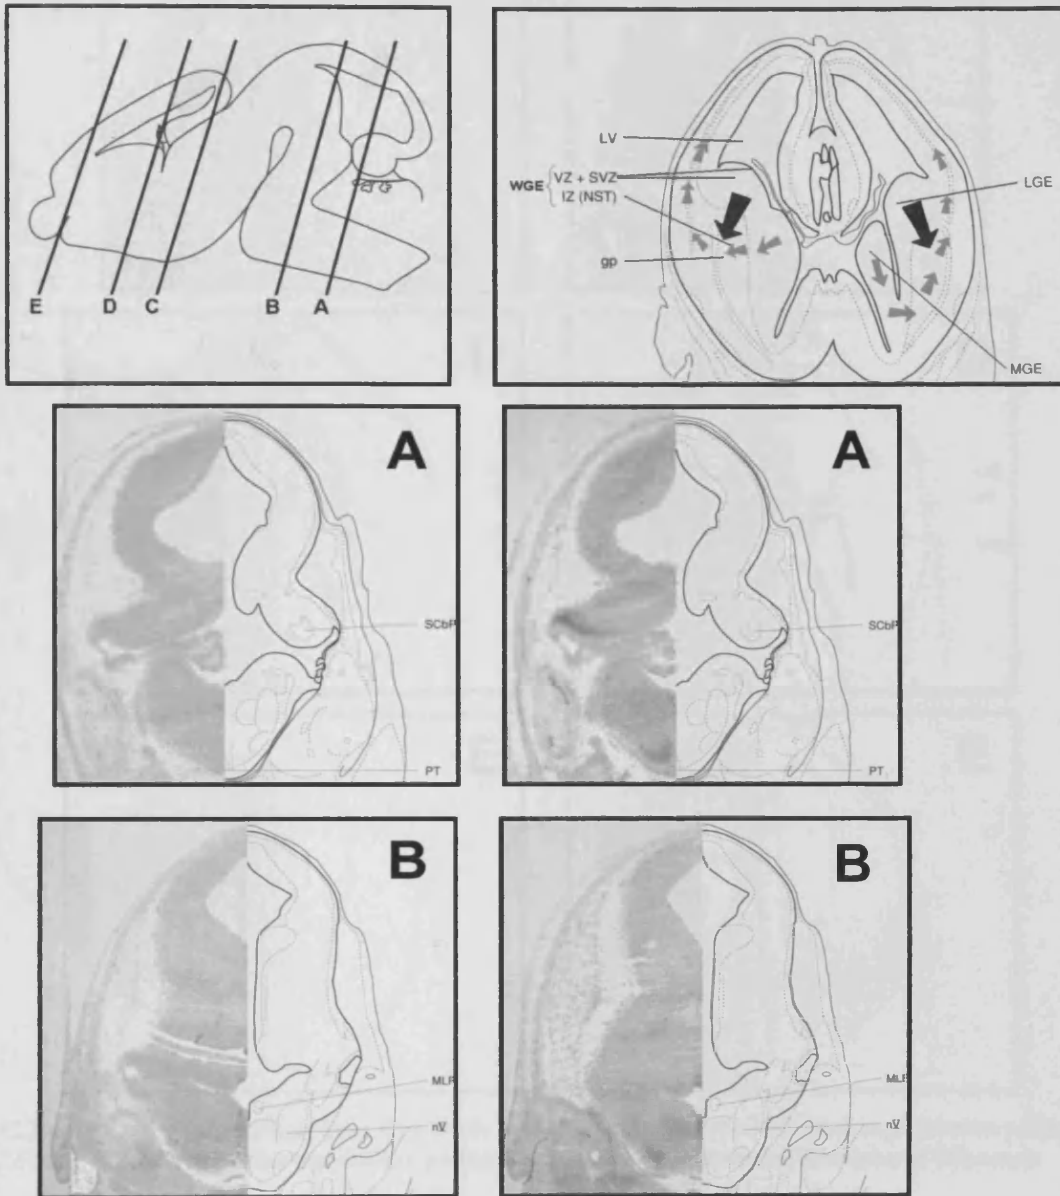 E
D
C
B
A
LV
WGE
VZ + SVZ
IZ (NST)
gp
LGE
MGE
A
SCbP
PT
A
SCbP
PT
B
MLF
nV
B
MLF
nV